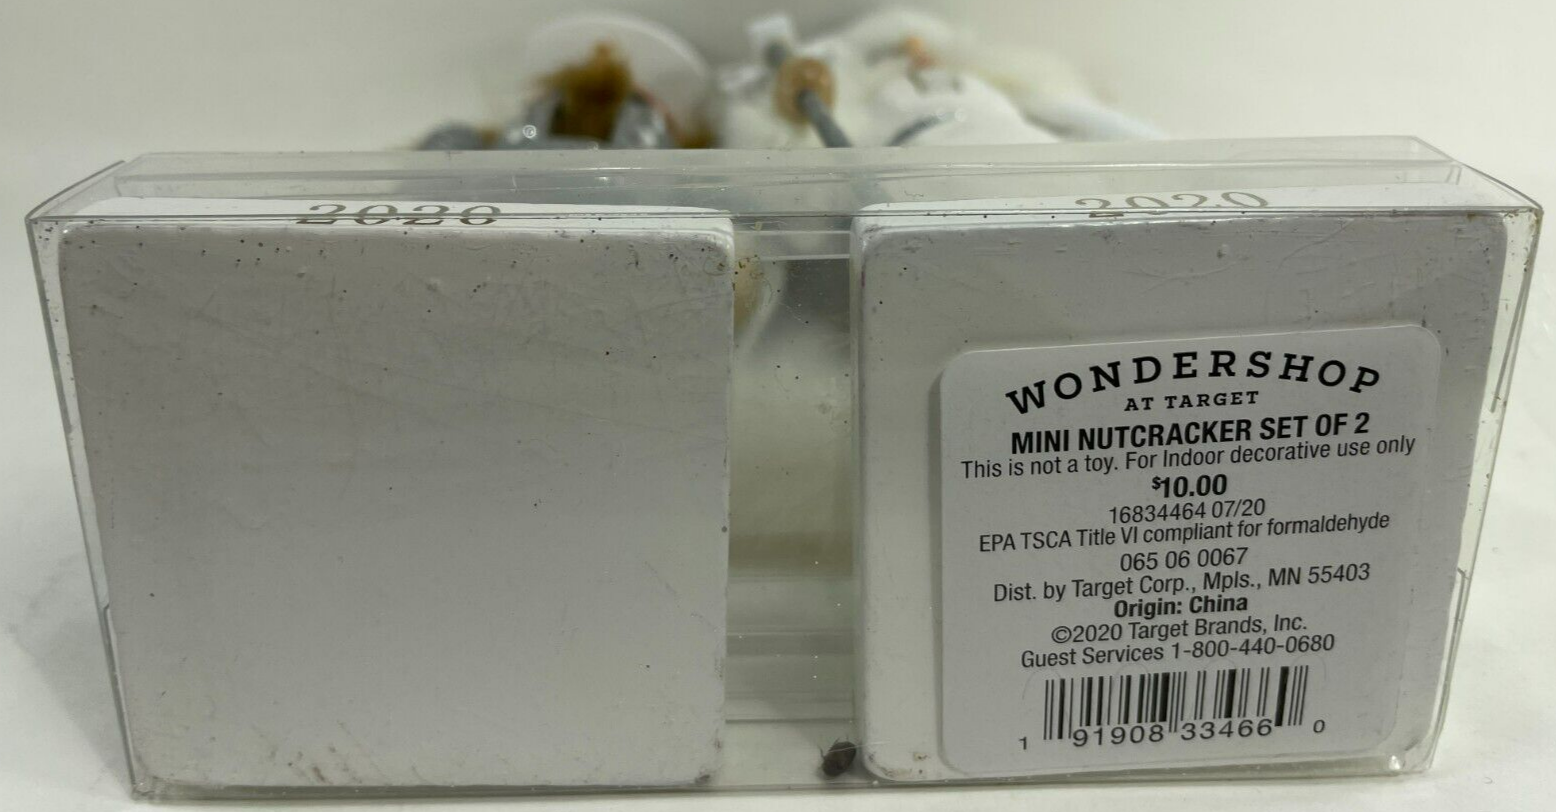 2020
2020
WONDERSHOP
AT TARGET
MINI NUTCRACKER SET OF 2
This is not a toy. For Indoor decorative use only
$10.00
16834464 07/20
EPA TSCA Title VI compliant for formaldehyde
065 06 0067
Dist. by Target Corp., Mpls., MN 55403
Origin: China
©2020 Target Brands, Inc.
Guest Services 1-800-440-0680
1 91908 33466 0